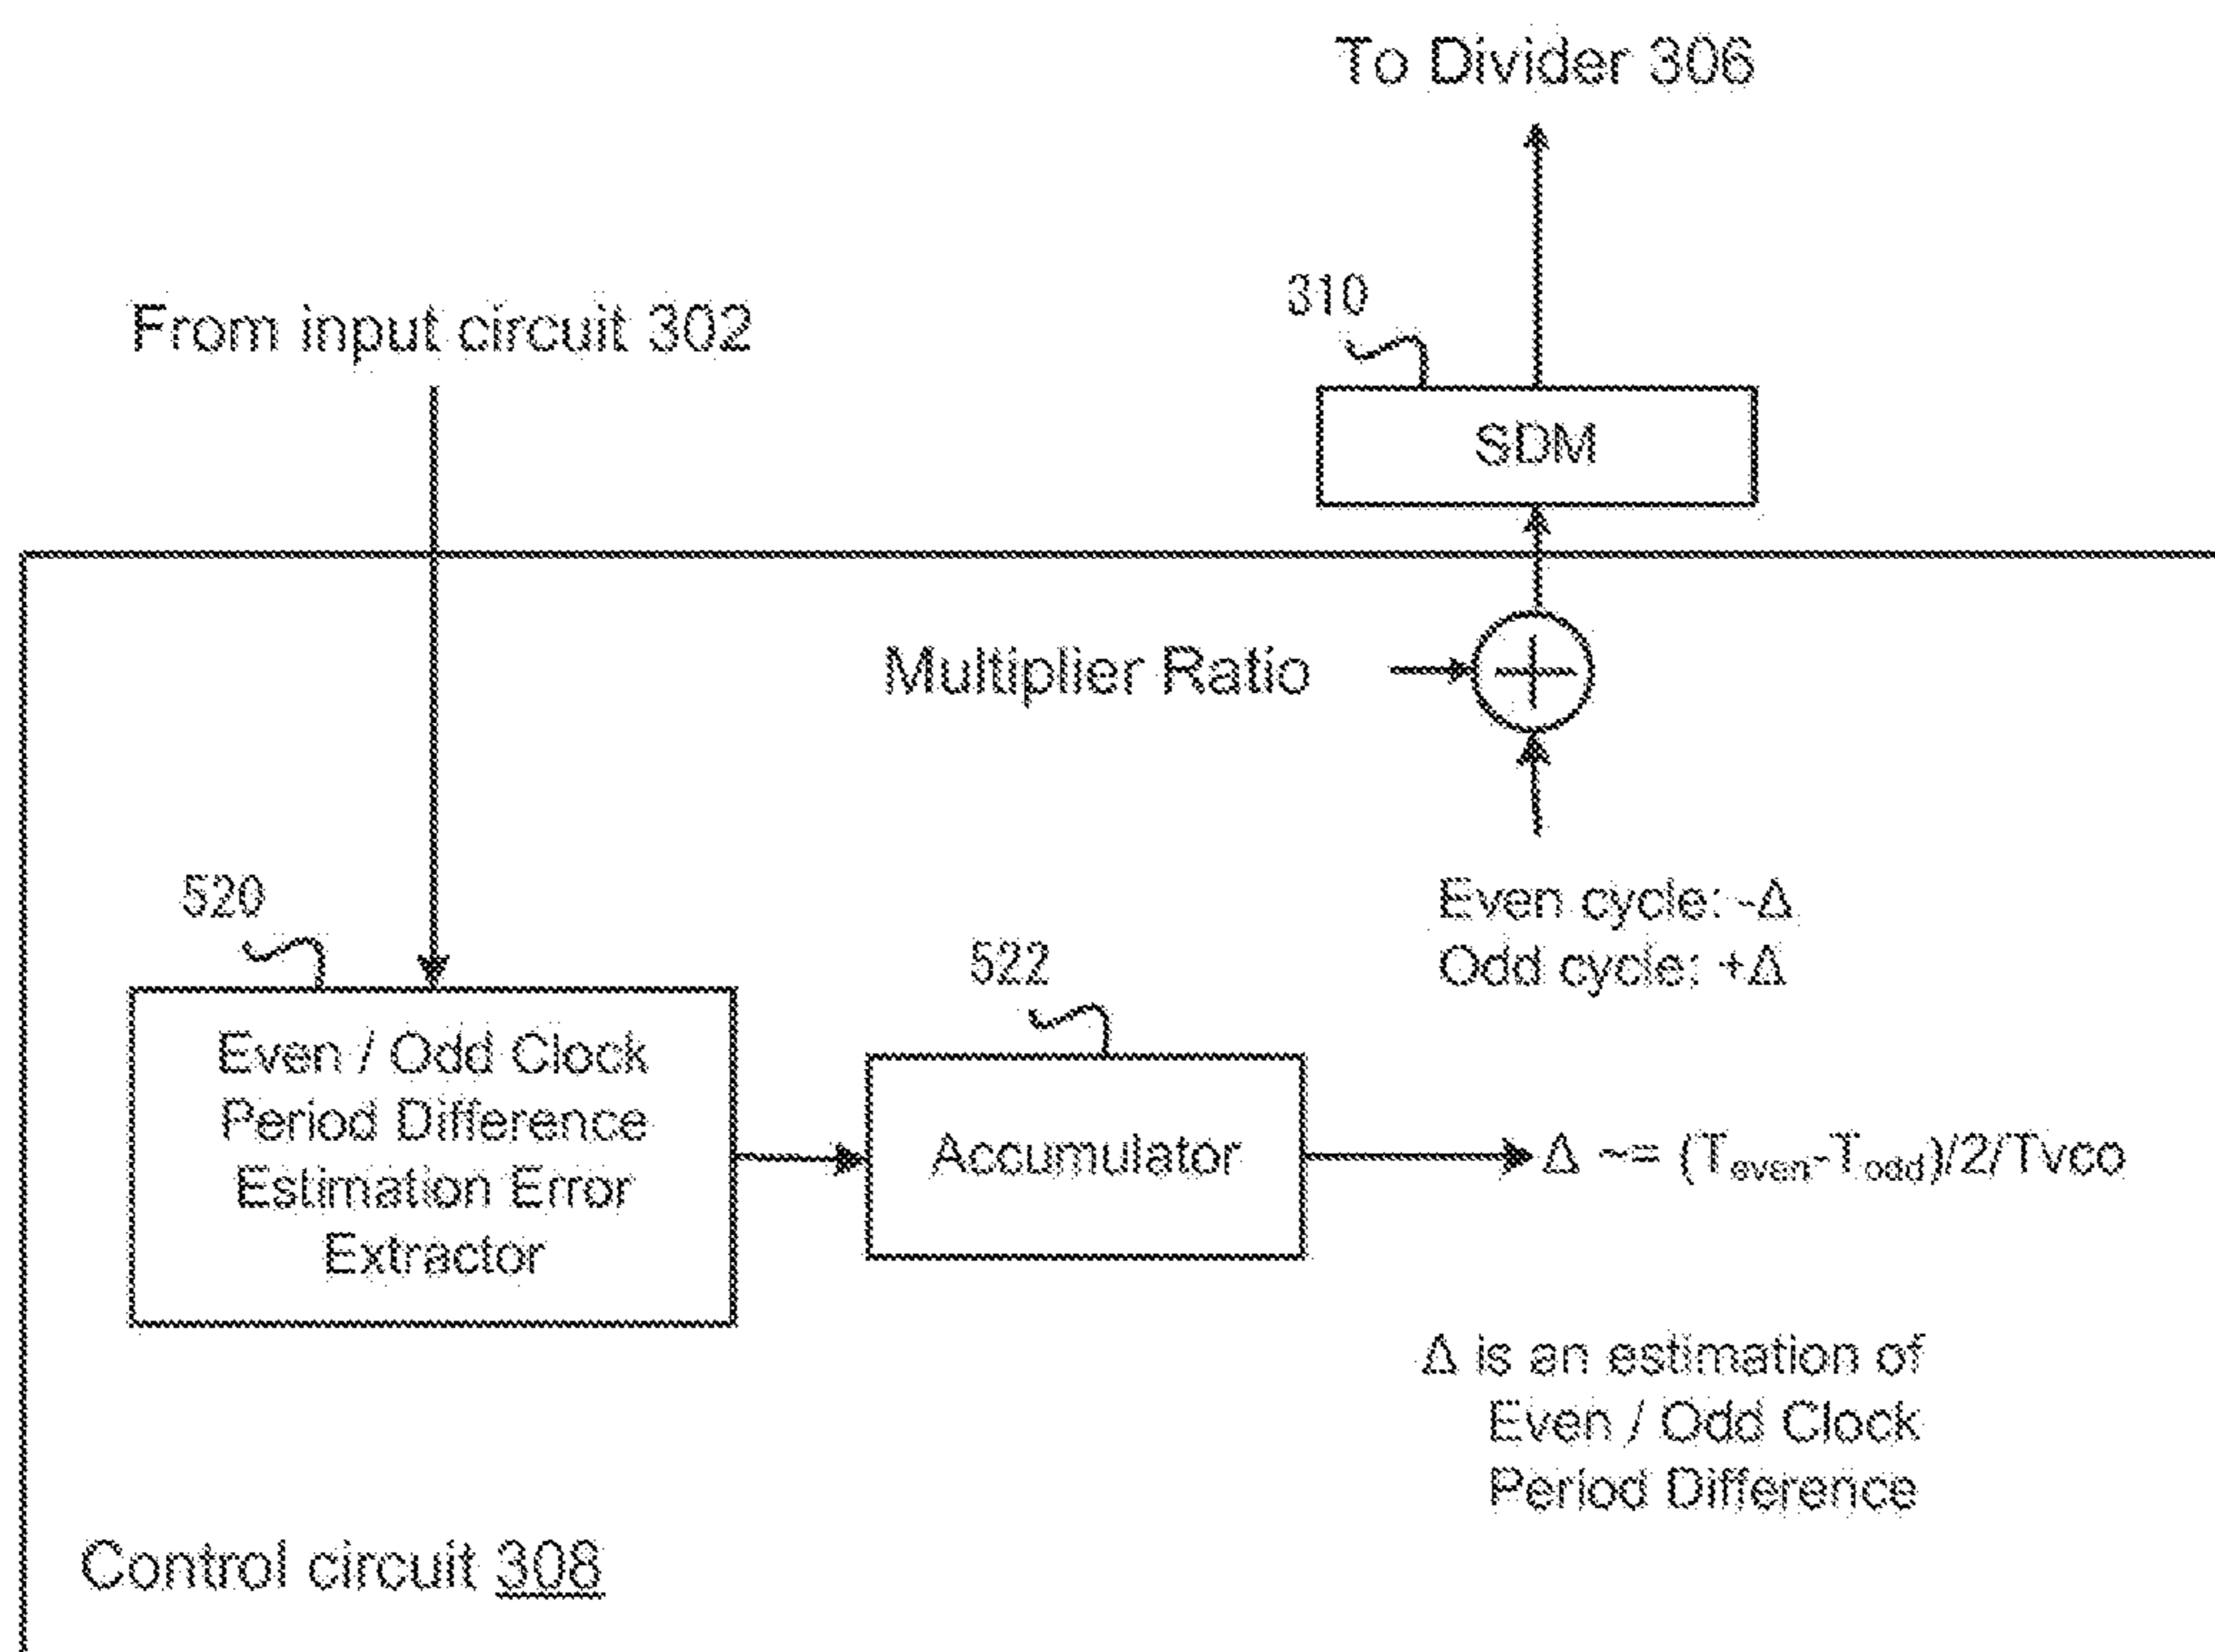 To Divider 306
310
From input circuit 302
SDM
Multiplier Ratio
Even cycle: -Δ
Odd cycle: +Δ
520
522
Even / Odd Clock
Period Difference
Estimation Error
Extractor
Accumulator
Δ ~= (Teven-Todd)/2/Tvco
Δ is an estimation of
Even / Odd Clock
Period Difference
Control circuit 308